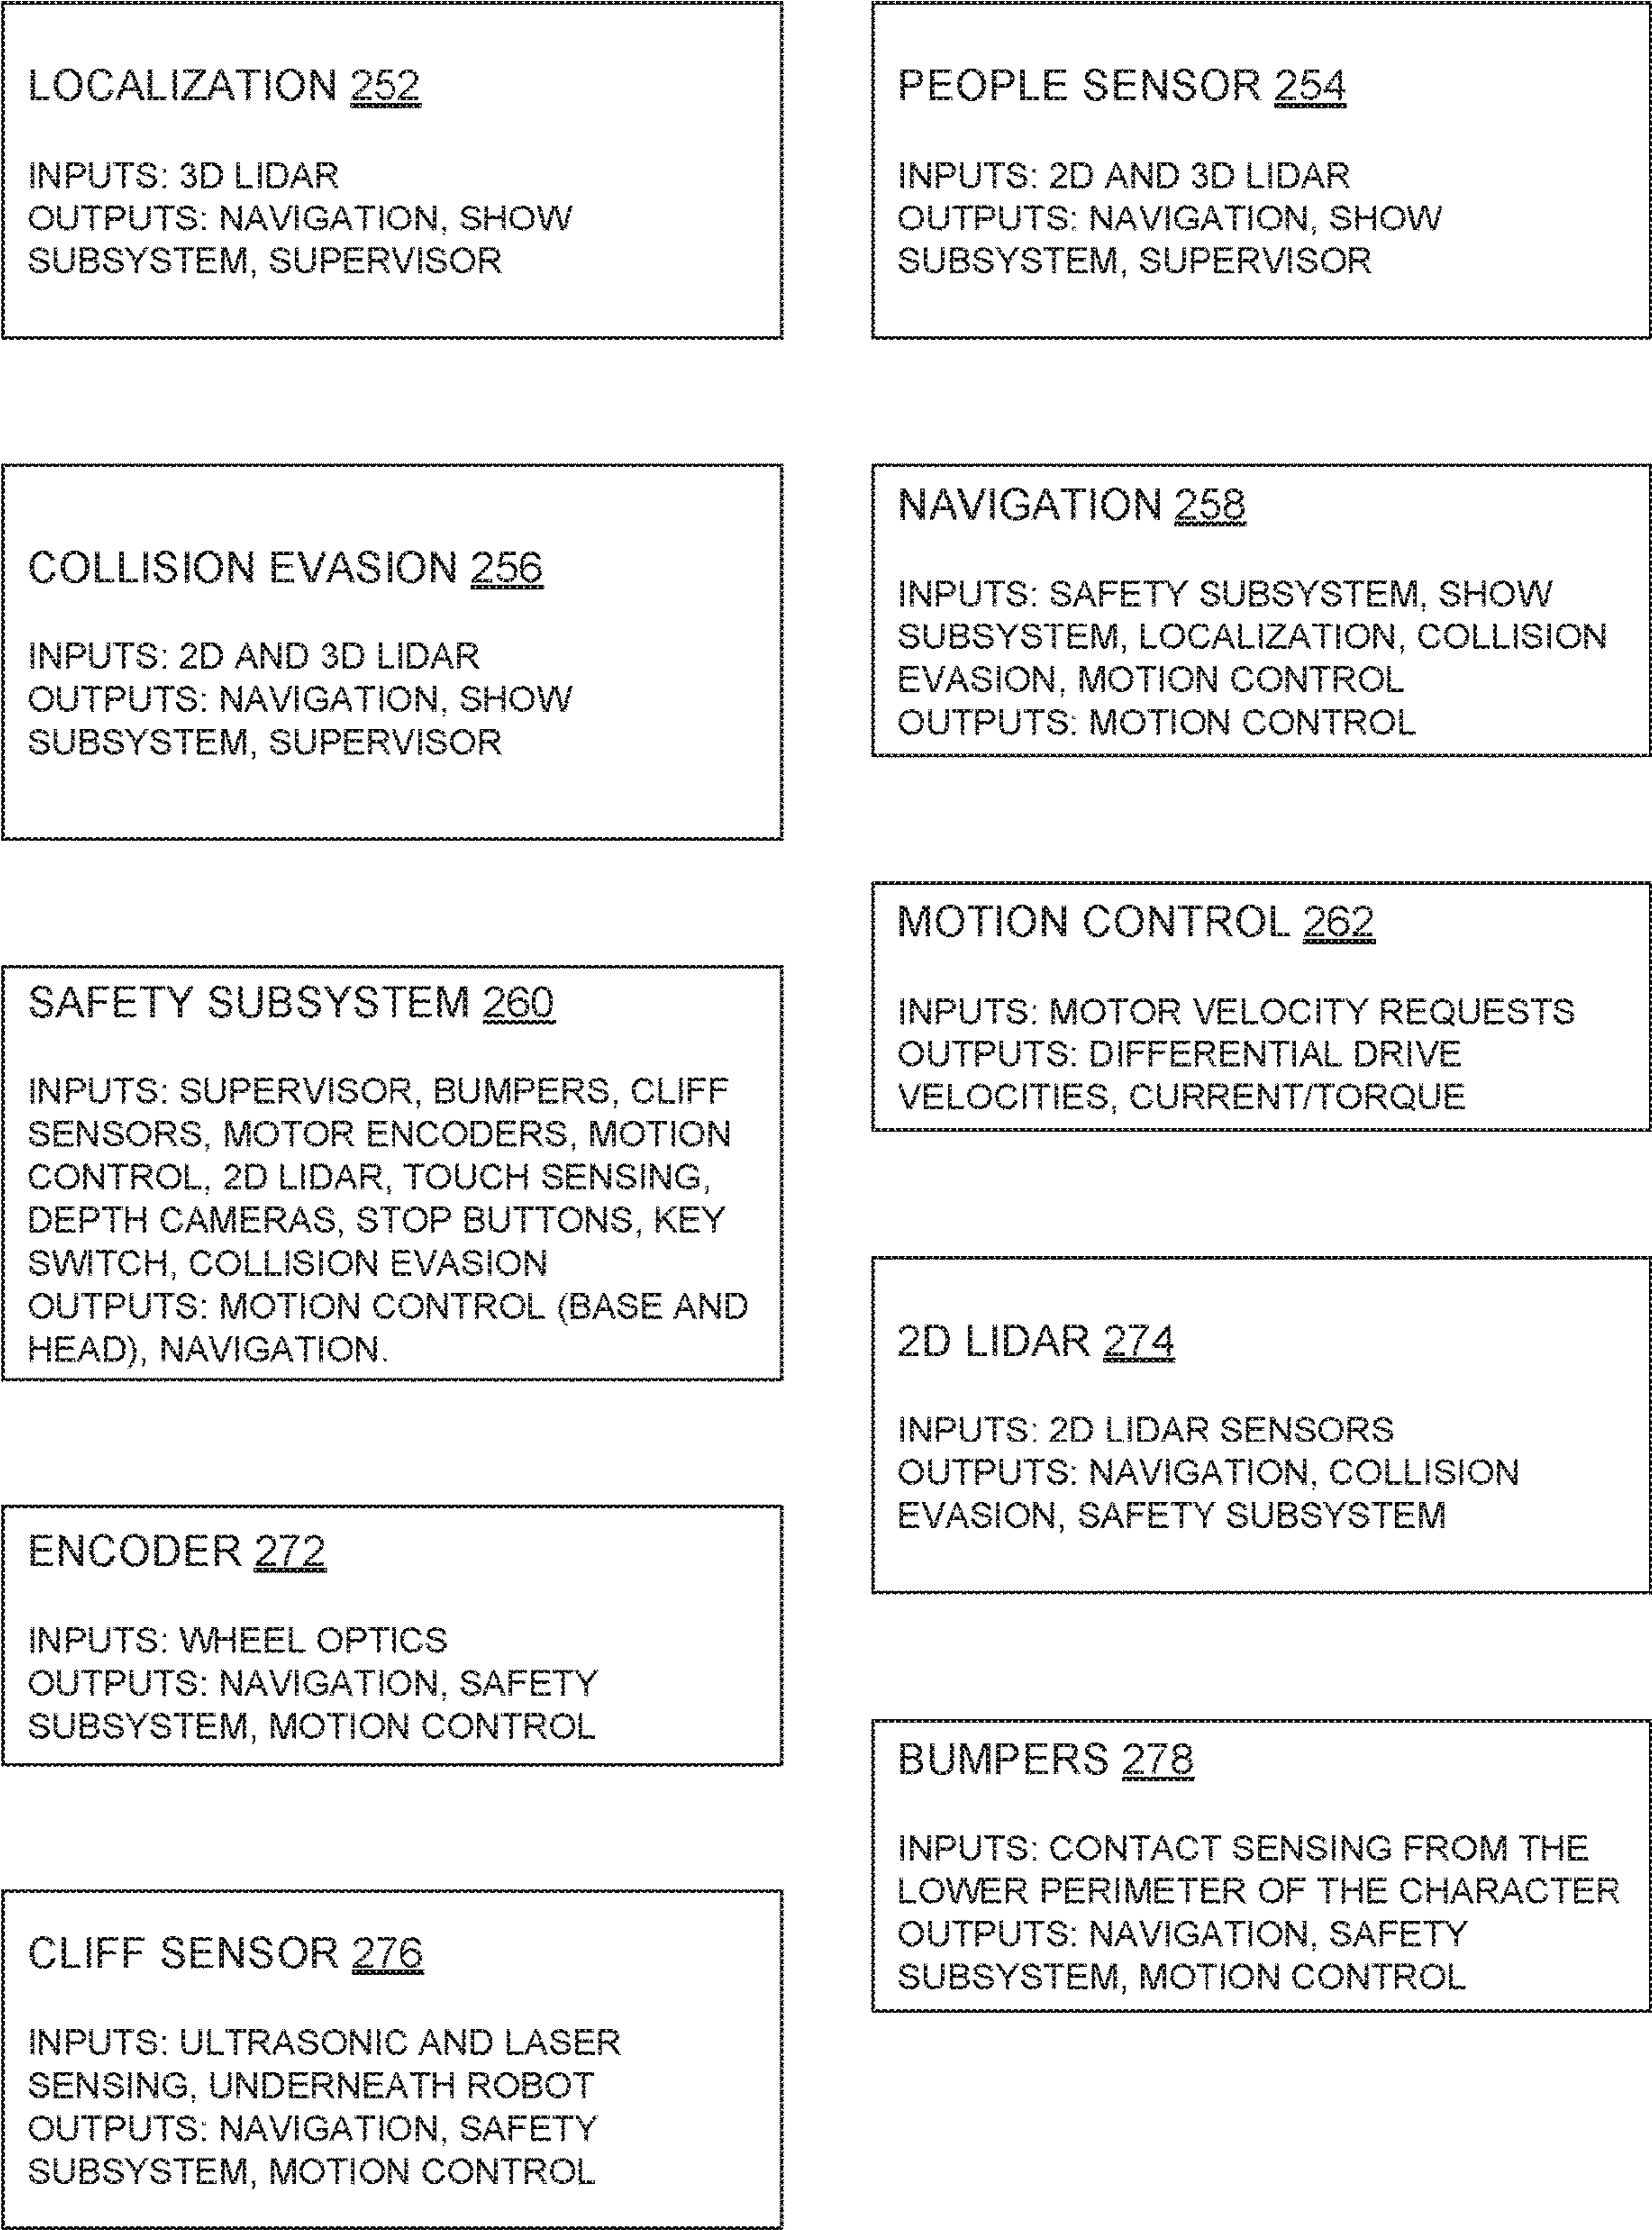 LOCALIZATION 252
INPUTS: 3D LIDAR
OUTPUTS: NAVIGATION, SHOW
SUBSYSTEM, SUPERVISOR
PEOPLE SENSOR 254
INPUTS: 2D AND 3D LIDAR
OUTPUTS: NAVIGATION, SHOW
SUBSYSTEM, SUPERVISOR
COLLISION EVASION 256
INPUTS: 2D AND 3D LIDAR
OUTPUTS: NAVIGATION, SHOW
SUBSYSTEM, SUPERVISOR
NAVIGATION 258
INPUTS: SAFETY SUBSYSTEM, SHOW
SUBSYSTEM, LOCALIZATION, COLLISION
EVASION, MOTION CONTROL
OUTPUTS: MOTION CONTROL
SAFETY SUBSYSTEM 260
INPUTS: SUPERVISOR, BUMPERS, CLIFF
SENSORS, MOTOR ENCODERS, MOTION
CONTROL, 2D LIDAR, TOUCH SENSING,
DEPTH CAMERAS, STOP BUTTONS, KEY
SWITCH, COLLISION EVASION
OUTPUTS: MOTION CONTROL (BASE AND
HEAD), NAVIGATION.
MOTION CONTROL 262
INPUTS: MOTOR VELOCITY REQUESTS
OUTPUTS: DIFFERENTIAL DRIVE
VELOCITIES, CURRENT/TORQUE
ENCODER 272
INPUTS: WHEEL OPTICS
OUTPUTS: NAVIGATION, SAFETY
SUBSYSTEM, MOTION CONTROL
2D LIDAR 274
INPUTS: 2D LIDAR SENSORS
OUTPUTS: NAVIGATION, COLLISION
EVASION, SAFETY SUBSYSTEM
CLIFF SENSOR 276
INPUTS: ULTRASONIC AND LASER
SENSING, UNDERNEATH ROBOT
OUTPUTS: NAVIGATION, SAFETY
SUBSYSTEM, MOTION CONTROL
BUMPERS 278
INPUTS: CONTACT SENSING FROM THE
LOWER PERIMETER OF THE CHARACTER
OUTPUTS: NAVIGATION, SAFETY
SUBSYSTEM, MOTION CONTROL